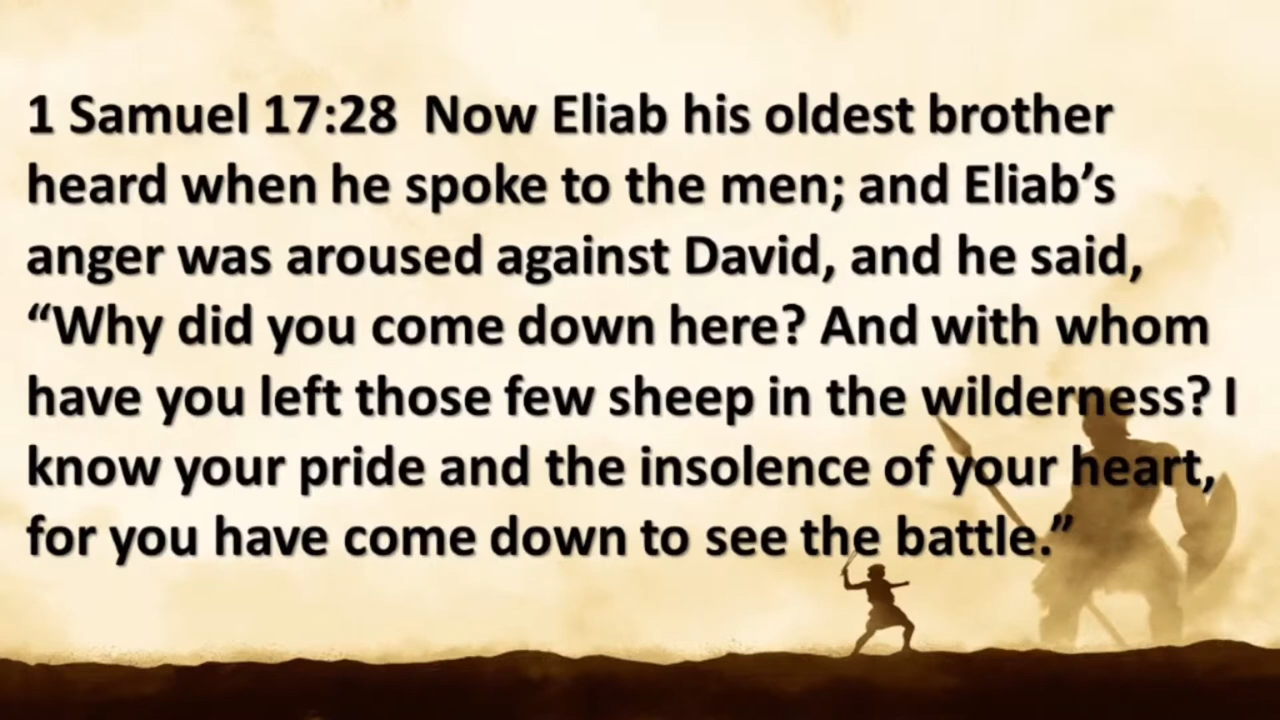 1 Samuel 17:28  Now Eliab his oldest brother
heard when he spoke to the men; and Eliab’s
anger was aroused against David, and he said,
“Why did you come down here? And with whom
have you left those few sheep in the wilderness? I
know your pride and the insolence of your heart,
for you have come down to see the battle.”